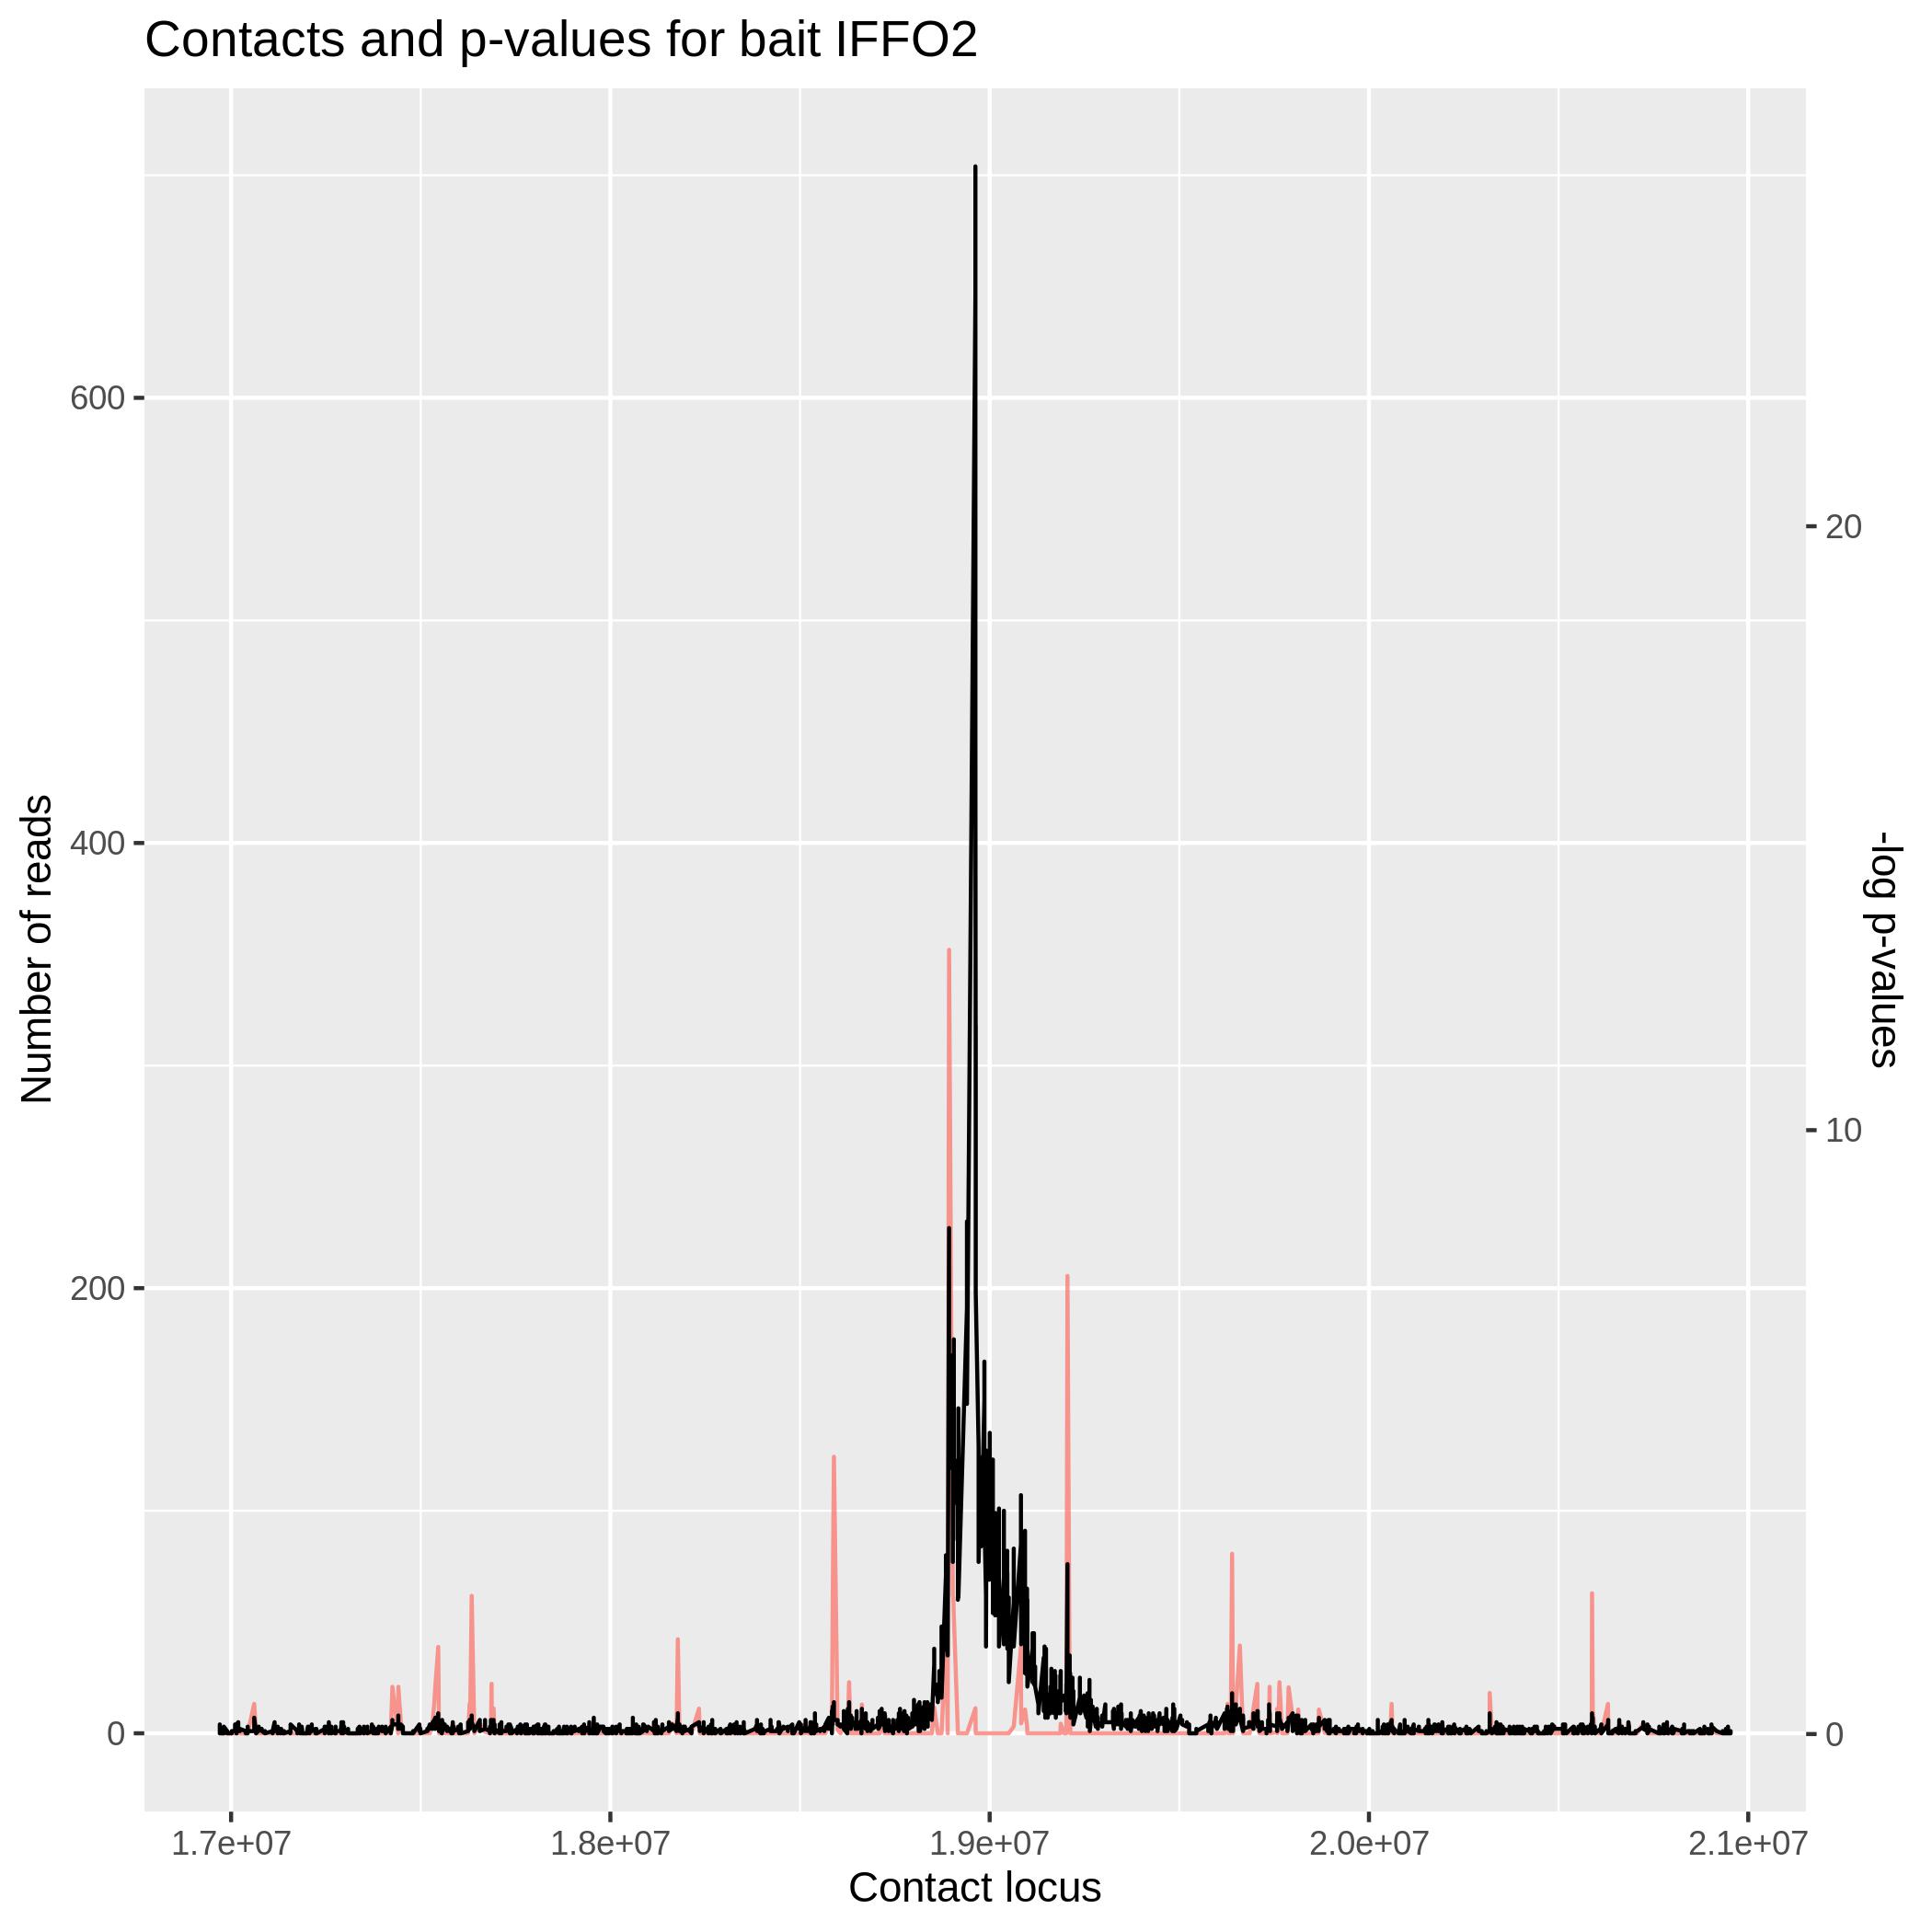 Contacts and p-values for bait IFFO2
600
400
200
0
20
10
0
Number of reads
-log p-values
1.7e+07 1.8e+07 1.9e+07 2.0e+07 2.1e+07
Contact locus